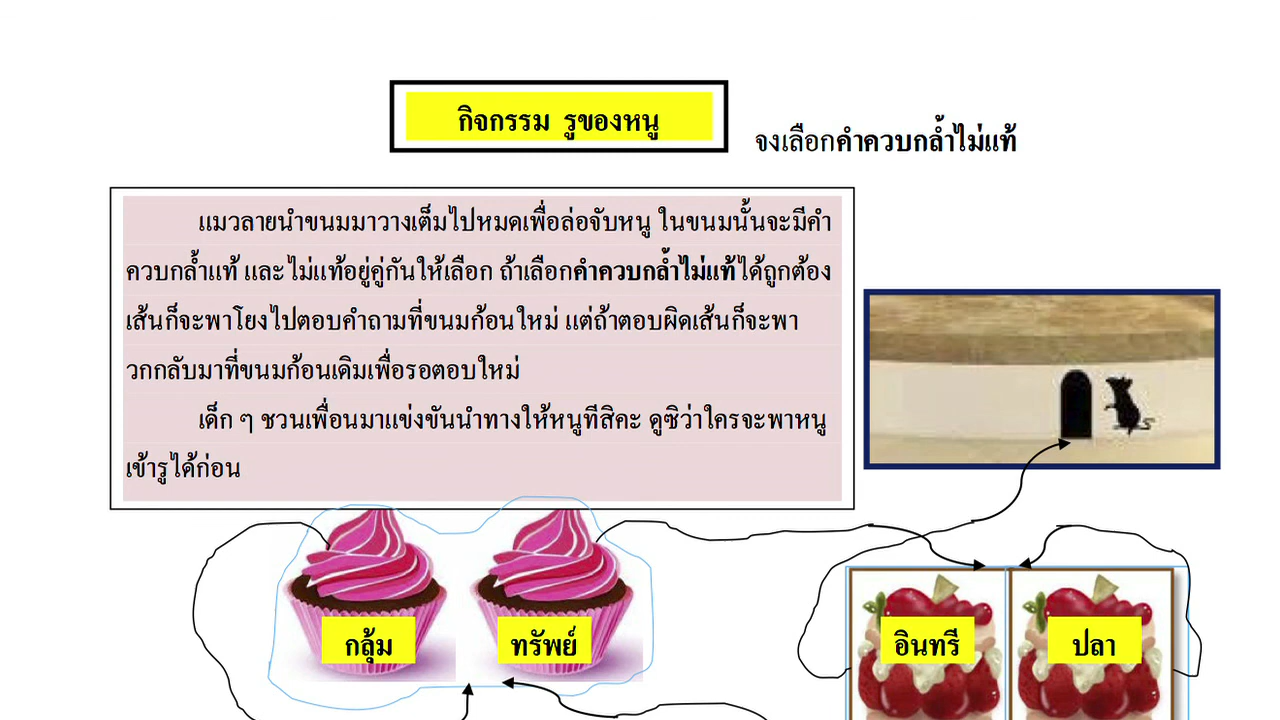 กิจกรรม รูของหนู
จงเลือกคำควบกล้ำไม่แท้
แมวลายนำขนมมาวางเต็มไปหมดเพื่อล่อจับหนู ในขนมนั้นจะมีคำ
ควบกล้ำแท้ และไม่แท้อยู่คู่กันให้เลือก ถ้าเลือกคำควบกล้ำไม่แท้ได้ถูกต้อง
เส้นก็จะพาโยงไปตอบคำถามที่ขนมก้อนใหม่ แต่ถ้าตอบผิดเส้นก็จะพา
วกกลับมาที่ขนมก้อนเดิมเพื่อรอตอบใหม่
เด็ก ๆ ชวนเพื่อนมาแข่งขันนำทางให้หนูทีสิคะ ดูซิว่าใครจะพาหนู
เข้ารูได้ก่อน
กลุ้ม
ทรัพย์
อินทรี
ปลา